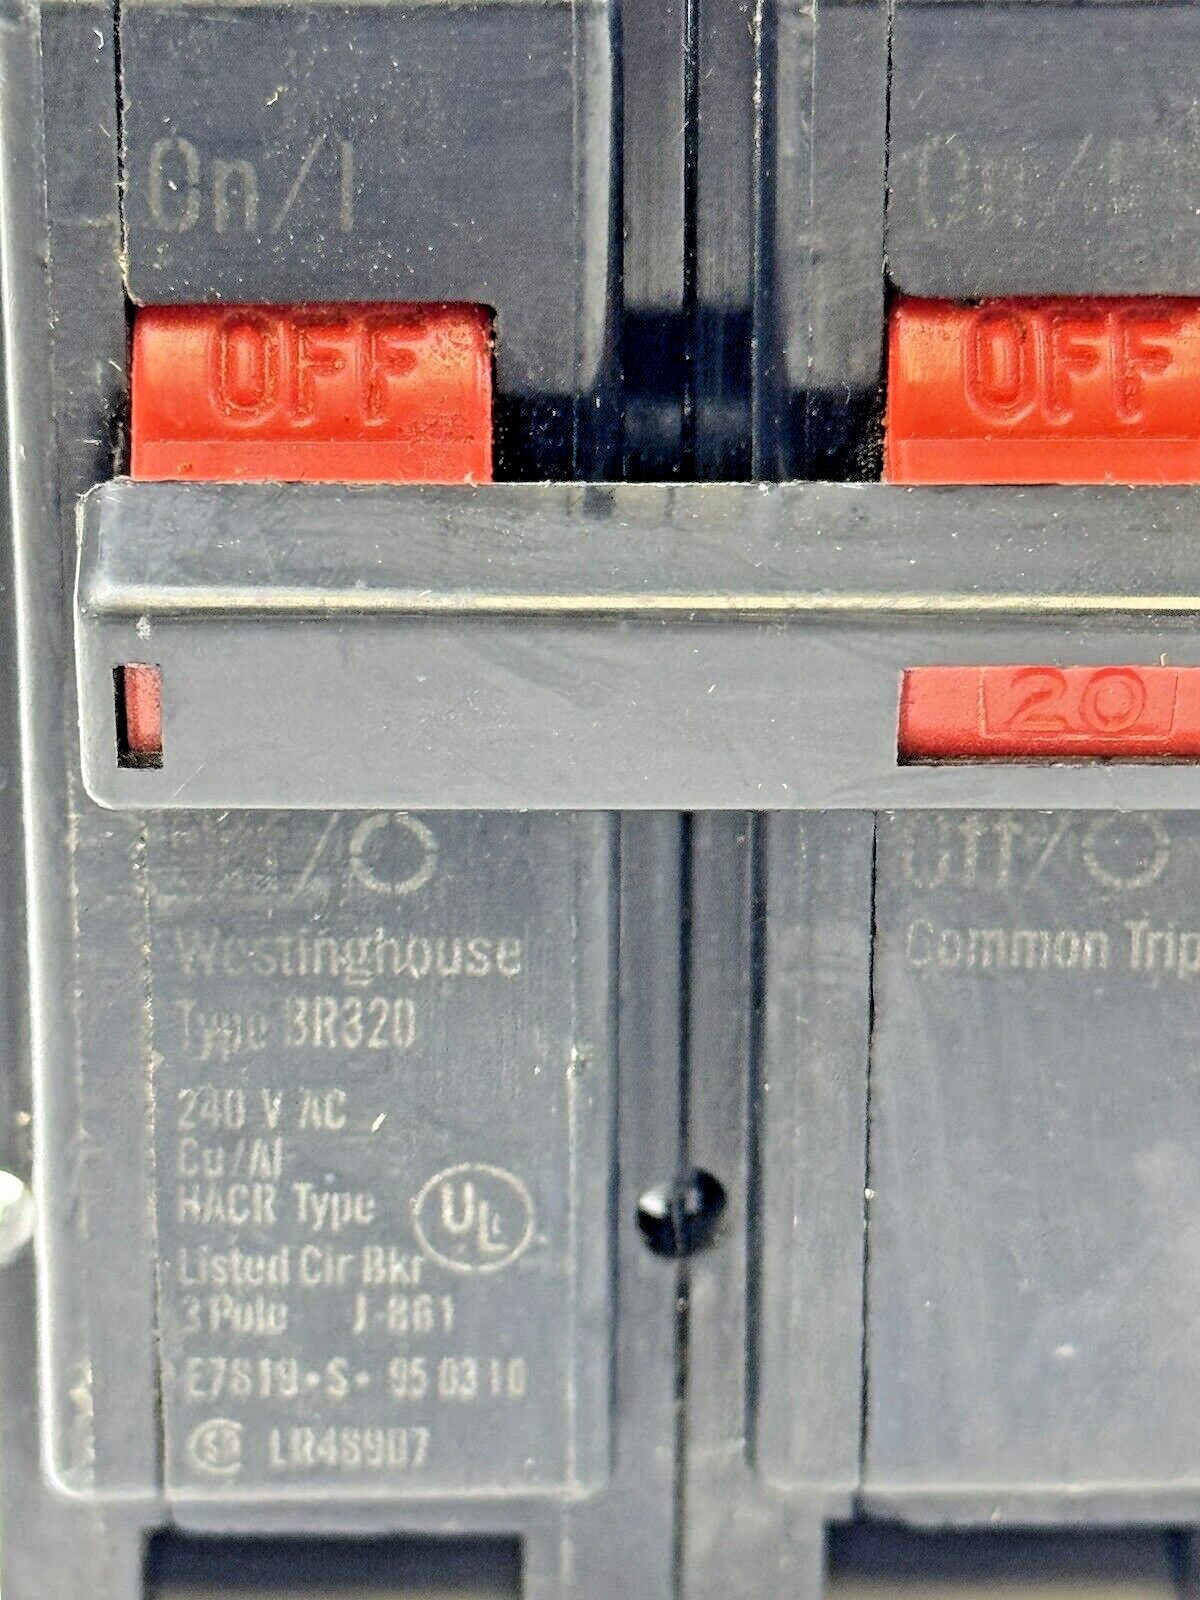 On/I
On/I
OFF
OFF
20
/O
Off/O
Westinghouse
Common Trip
Type BR320
240 V AC
Cu/Al
HACR Type
UL
Listed Cir Bkr
3 Pole J-861
E7819-S- 95 03 10
LR48907